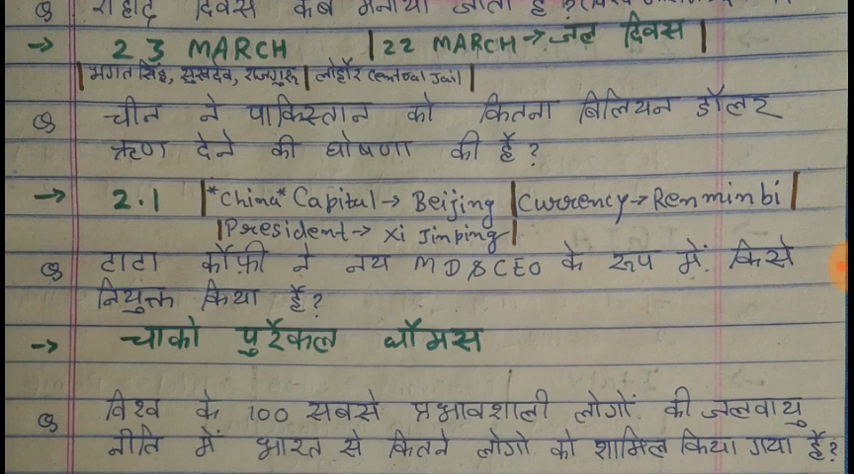 Q शहीद दिवस कब मनाया जाता है
→ 23 MARCH | 22 MARCH → जल दिवस |
| भगत सिंह, सुखदेव, राजगुरू | लाहौर Central Jail |
Q चीन ने पाकिस्तान को कितना बिलियन डॉलर
ऋण देने की घोषणा की है ?
→ 2.1 | *China* Capital → Beijing | Currency → Renminbi |
| President → Xi Jinping |
Q टाटा कॉफी ने नय MD & CEO के रूप में किसे
नियुक्त किया है ?
→ चाको पुरैकल थॉमस
Q विश्व के 100 सबसे प्रभावशाली लोगों की जलवायु
नीति में भारत से कितने लोगो को शामिल किया गया है ?